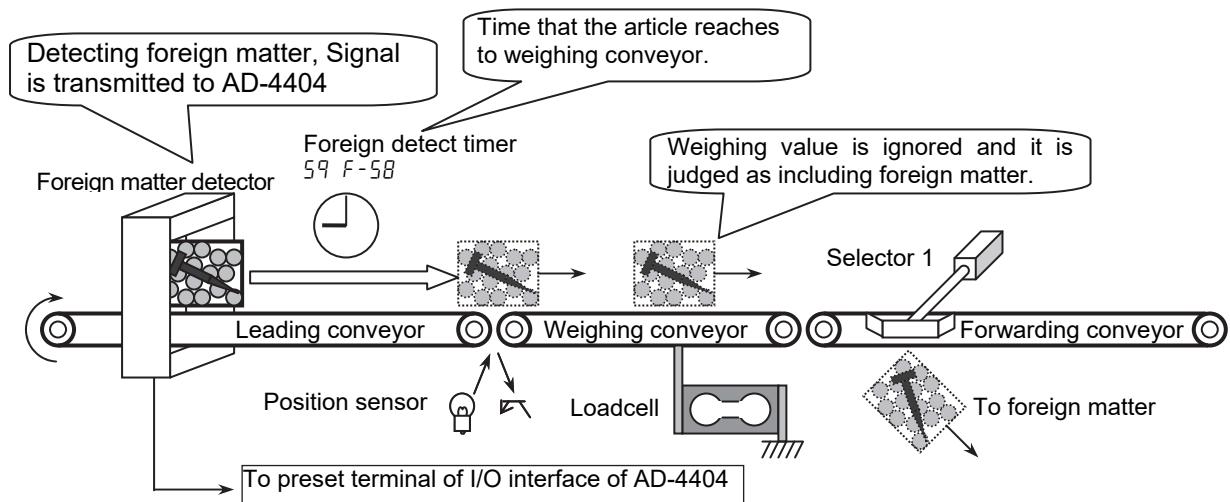 Detecting foreign matter, Signal
is transmitted to AD-4404
Time that the article reaches
to weighing conveyor.
Foreign detect timer
59 F-58
Foreign matter detector
Weighing value is ignored and it is
judged as including foreign matter.
Selector 1
Leading conveyor
Weighing conveyor
Forwarding conveyor
Position sensor
Loadcell
To foreign matter
To preset terminal of I/O interface of AD-4404